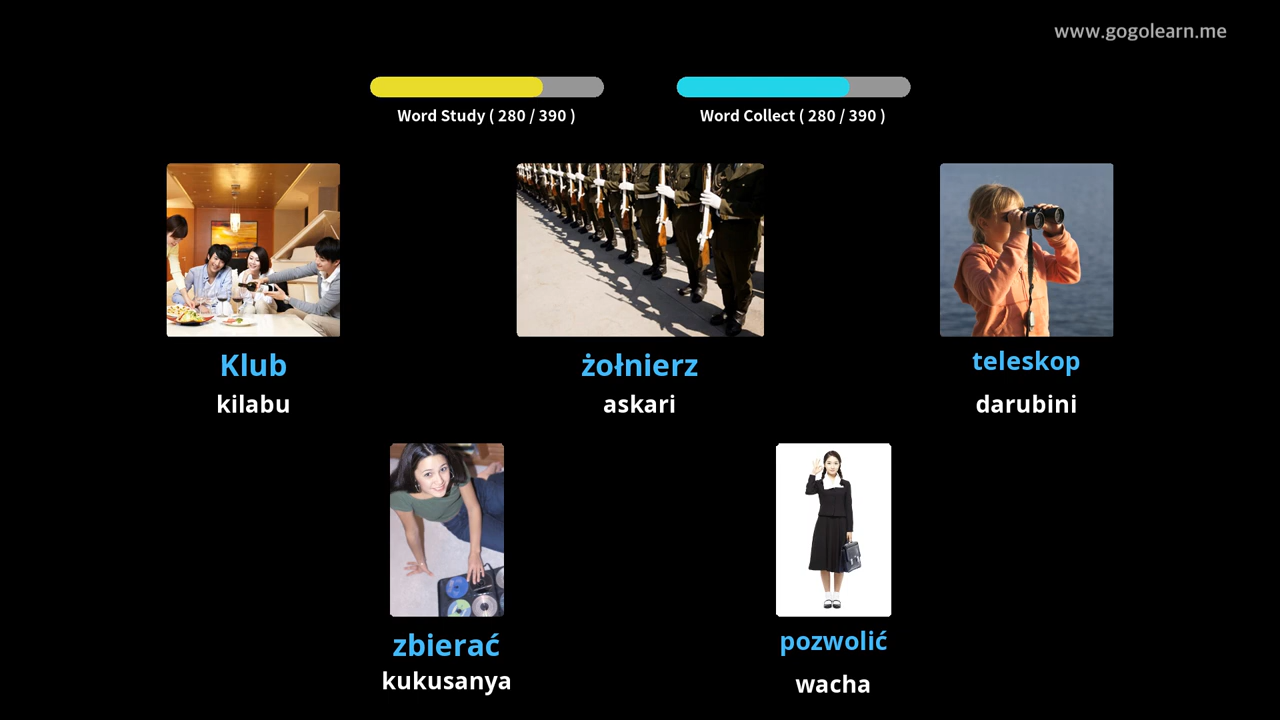 www.gogolearn.me
Word Study ( 280 / 390 )
Word Collect ( 280 / 390 )
Klub
kilabu
żołnierz
askari
teleskop
darubini
zbierać
kukusanya
pozwolić
wacha